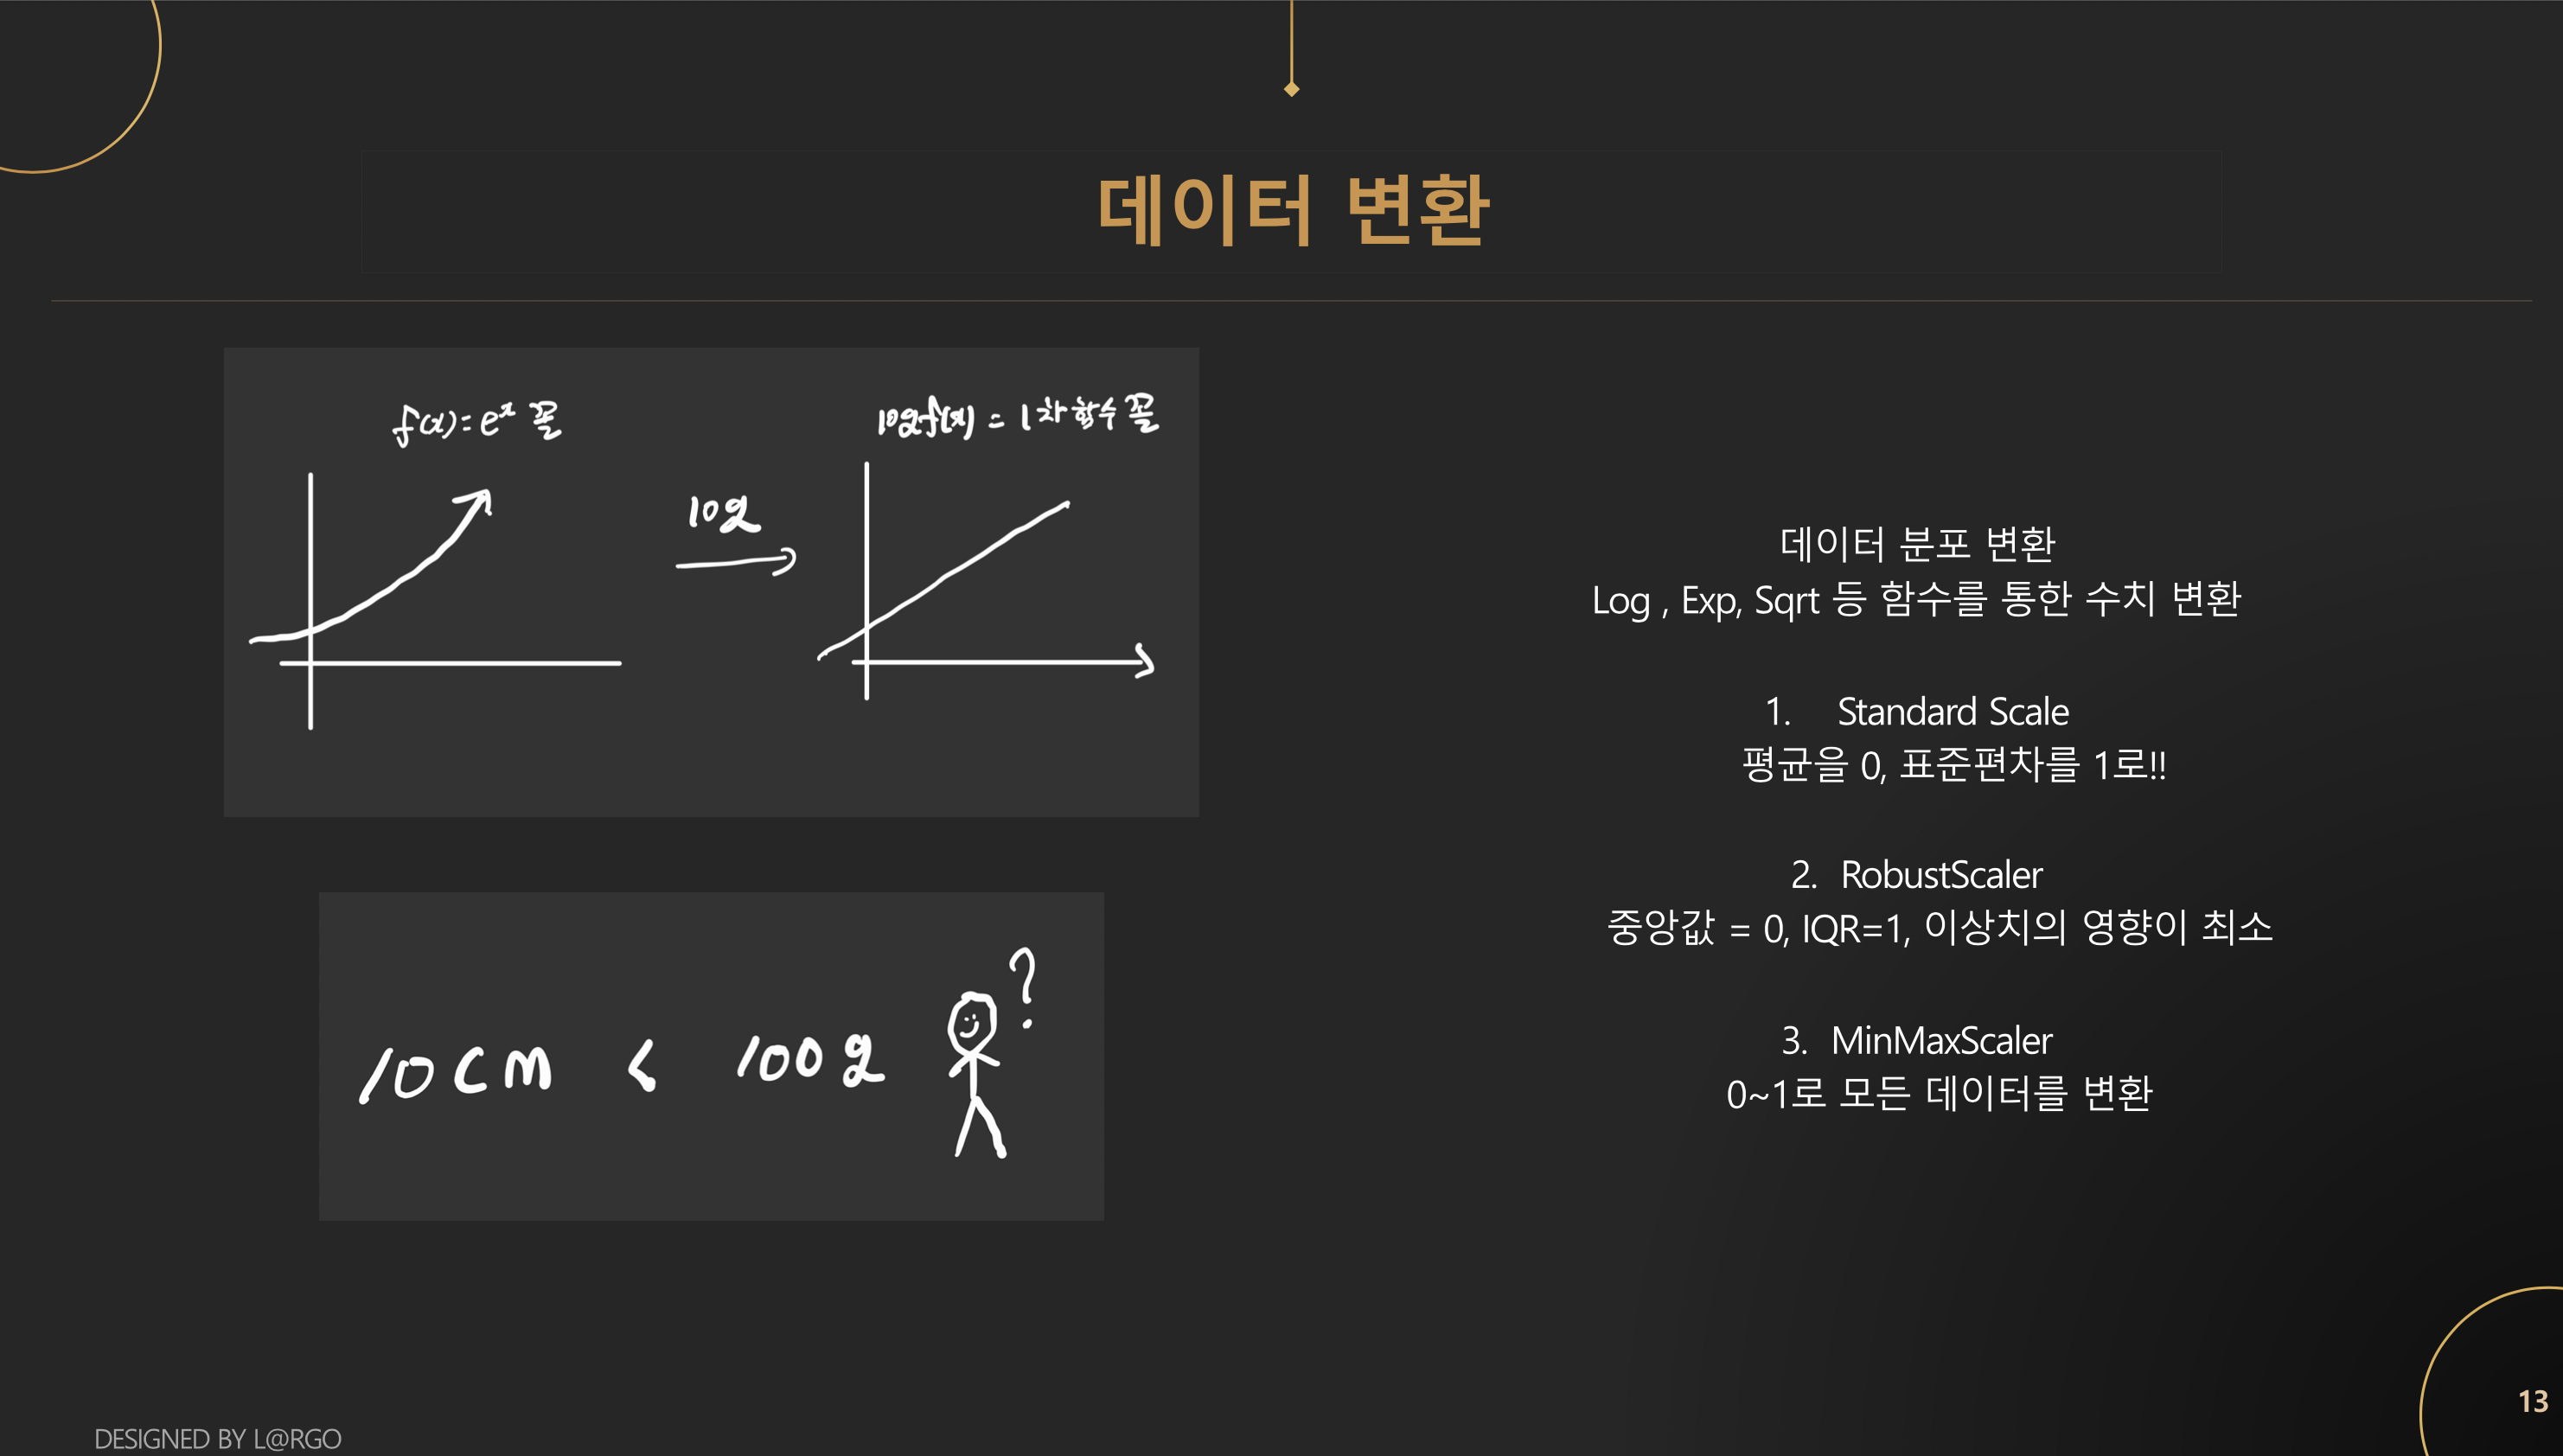 데이터 변환
f(x)=eˣ 꼴
log f(x) = 1차함수 꼴
log
10cm < 100g
?
데이터 분포 변환
Log , Exp, Sqrt 등 함수를 통한 수치 변환
1. Standard Scale
평균을 0, 표준편차를 1로!!
2. RobustScaler
중앙값 = 0, IQR=1, 이상치의 영향이 최소
3. MinMaxScaler
0~1로 모든 데이터를 변환
DESIGNED BY L@RGO
13